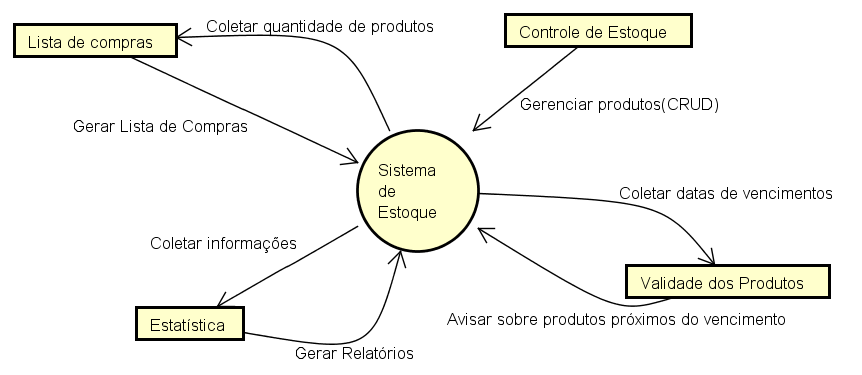 Coletar quantidade de produtos
Lista de compras
Controle de Estoque
Gerenciar produtos(CRUD)
Gerar Lista de Compras
Sistema
de
Estoque
Coletar datas de vencimentos
Coletar informações
Validade dos Produtos
Avisar sobre produtos próximos do vencimento
Estatística
Gerar Relatórios